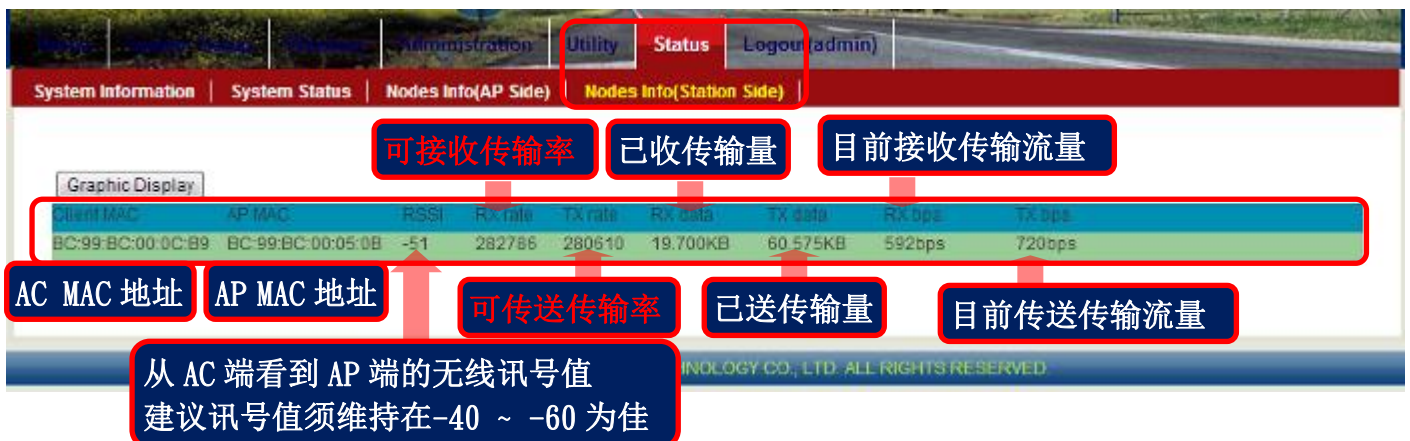 Administration Utility Status Logout(admin)
System Information | System Status | Nodes Info(AP Side) | Nodes Info(Station Side) |
可接收传输率 已收传输量 目前接收传输流量
Graphic Display
Client MAC AP MAC RSSI RX rate TX rate RX data TX data RX bps TX bps
BC:99:BC:00:0C:B9 BC:99:BC:00:05:0B -51 282786 280610 19.700KB 60.575KB 592bps 720bps
AC MAC 地址 AP MAC 地址 可传送传输率 已送传输量 目前传送传输流量
从 AC 端看到 AP 端的无线讯号值
建议讯号值须维持在-40 ~ -60 为佳
HNOLOGY CO., LTD. ALL RIGHTS RESERVED.